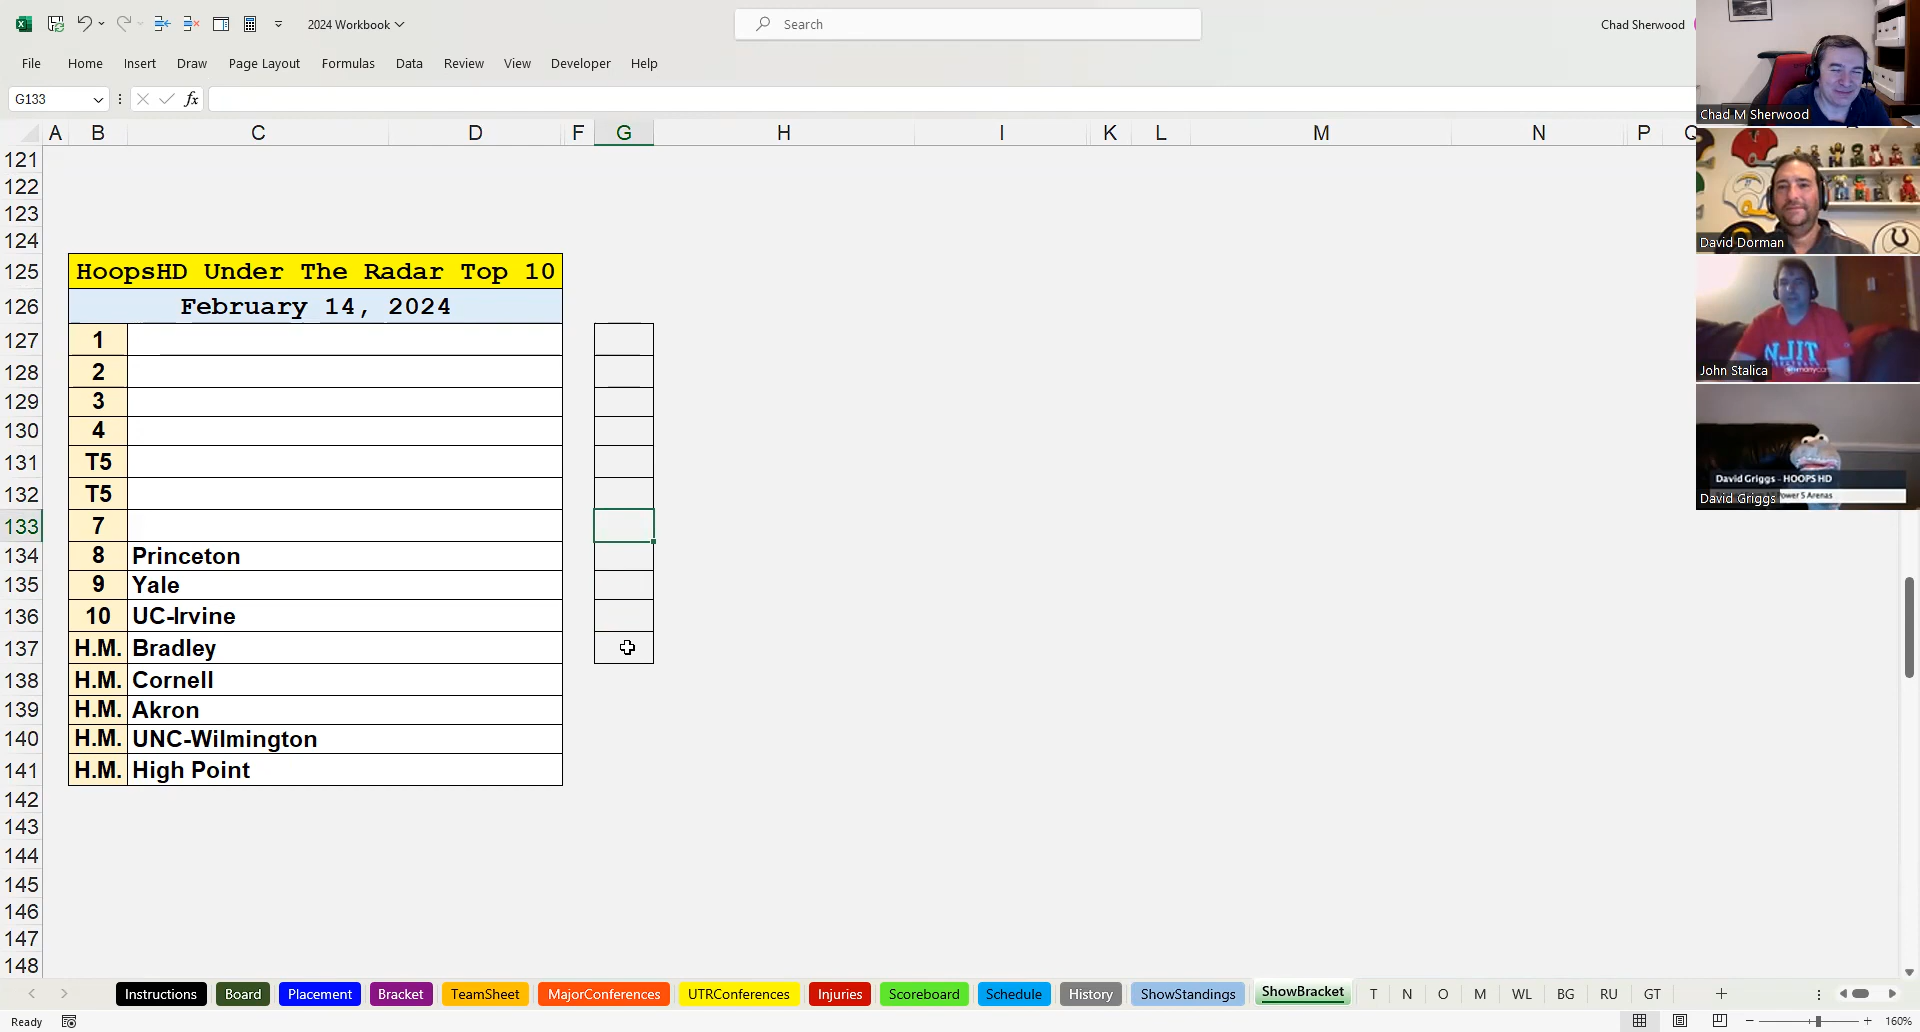 2024 Workbook
Search
Chad Sherwood
File Home Insert Draw Page Layout Formulas Data Review View Developer Help
G133
fx
A B C D F G H I K L M N P Q
121
122
123
124
125 HoopsHD Under The Radar Top 10
126 February 14, 2024
127 1
128 2
129 3
130 4
131 T5
132 T5
133 7
134 8 Princeton
135 9 Yale
136 10 UC-Irvine
137 H.M. Bradley
138 H.M. Cornell
139 H.M. Akron
140 H.M. UNC-Wilmington
141 H.M. High Point
142
143
144
145
146
147
148
Chad M Sherwood
David Dorman
John Stalica
David Griggs - HOOPS HD
Power 5 Arenas
David Griggs
Instructions Board Placement Bracket TeamSheet MajorConferences UTRConferences Injuries Scoreboard Schedule History ShowStandings ShowBracket T N O M WL BG RU GT
Ready
160%